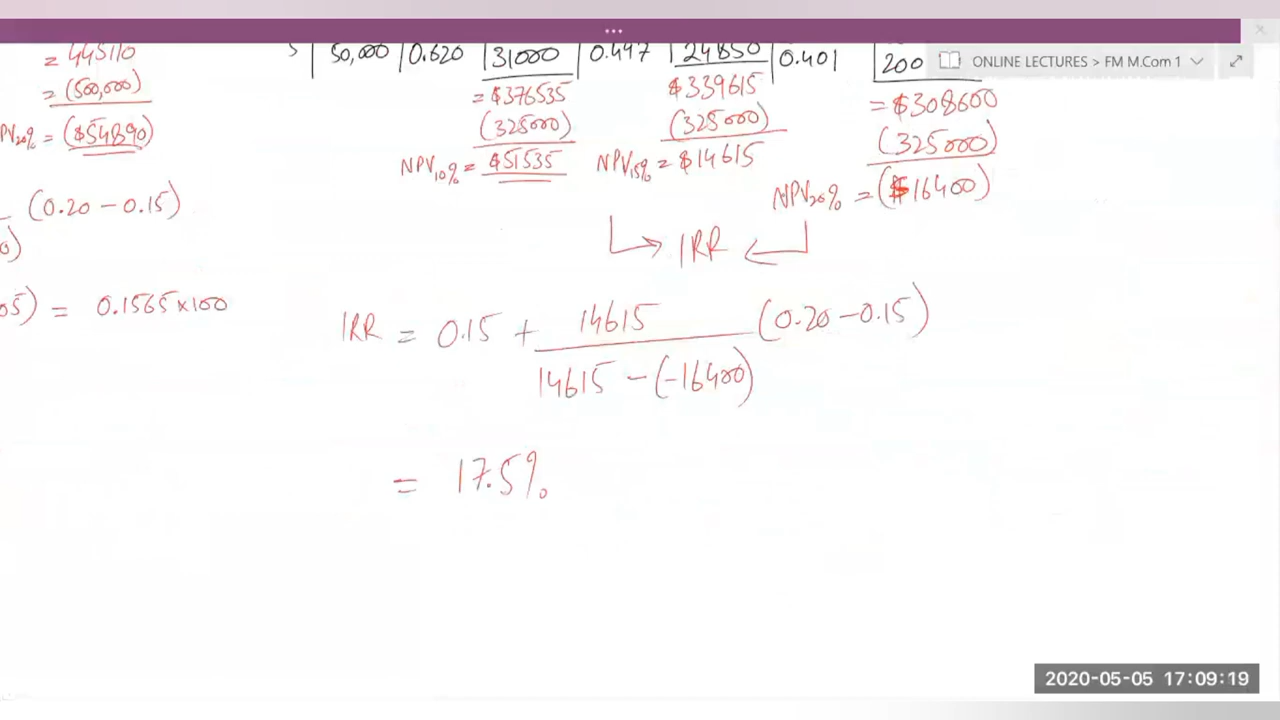 ...
5 50,000 0.620 31000 0.447 24850 0.401 200
ONLINE LECTURES > FM M.Com 1
= 445110
= (500,000)
PV20% = ($54890)
= $376535
(325000)
NPV10% = $51535
$339615
(325000)
NPV15% = $14615
= $308600
(325000)
NPV20% = ($16400)
(0.20 - 0.15)
0)
05) = 0.1565 x 100
IRR
IRR = 0.15 + 14615 (0.20 - 0.15)
14615 - (-16400)
= 17.5%
2020-05-05 17:09:19